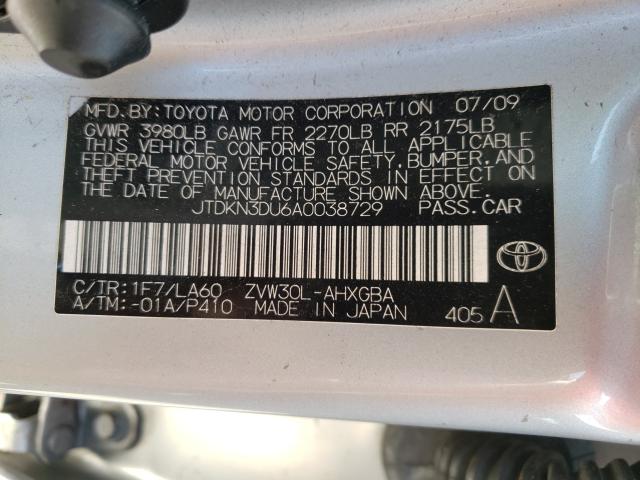 MFD.BY:TOYOTA MOTOR CORPORATION 07/09
GVWR 3980LB GAWR FR 2270LB RR 2175LB
THIS VEHICLE CONFORMS TO ALL APPLICABLE
FEDERAL MOTOR VEHICLE SAFETY,BUMPER,AND
THEFT PREVENTION STANDARDS IN EFFECT ON
THE DATE OF MANUFACTURE SHOWN ABOVE.
JTDKN3DU6A0038729 PASS.CAR
C/TR:1F7/LA60 ZVW30L-AHXGBA
A/TM:-01A/P410 MADE IN JAPAN 405 A